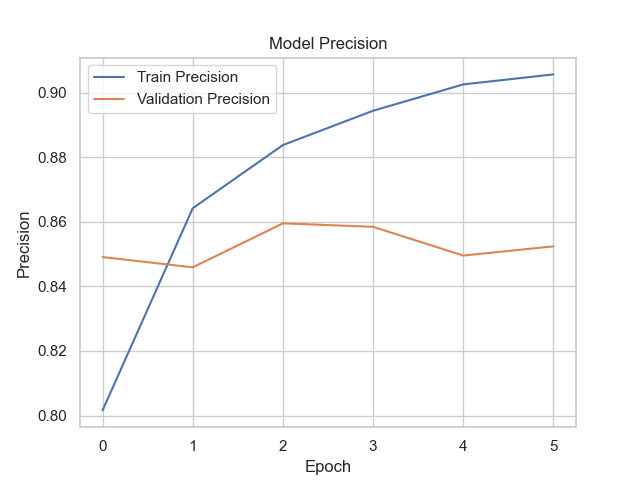 Model Precision
Train Precision
Validation Precision
0.90
0.88
0.86
0.84
0.82
0.80
Precision
0 1 2 3 4 5
Epoch